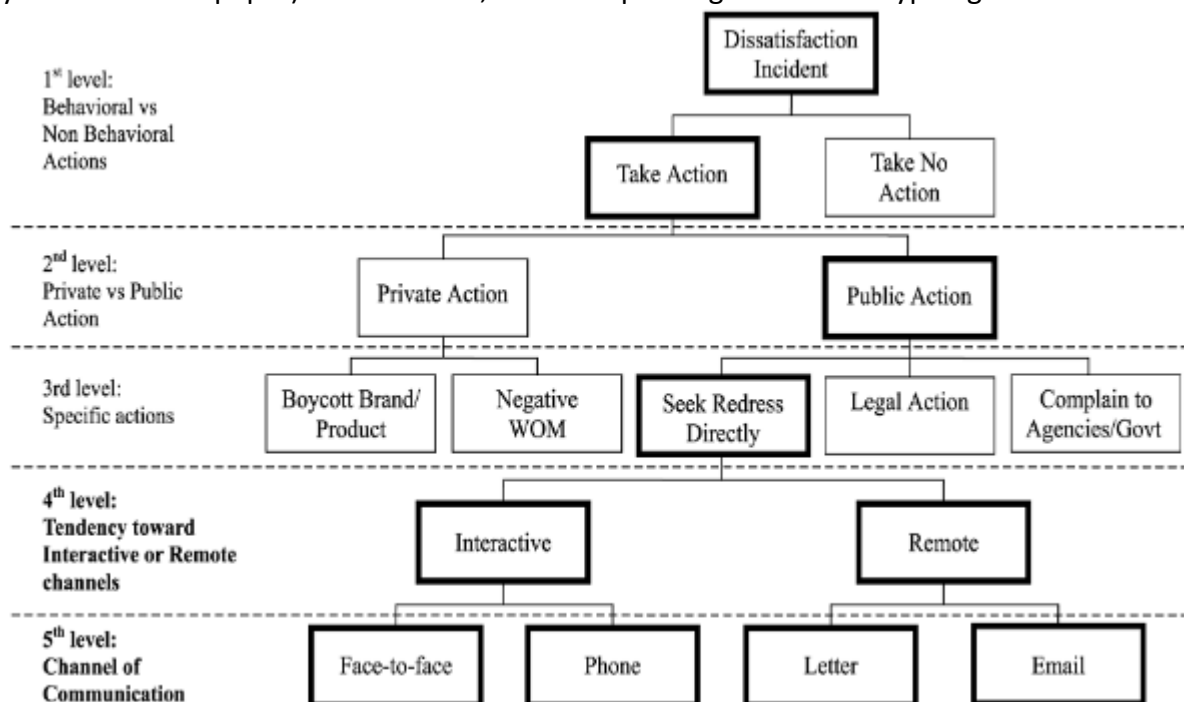 Dissatisfaction
Incident
1st level:
Behavioral vs
Non Behavioral
Actions
Take Action
Take No
Action
2nd level:
Private vs Public
Action
Private Action
Public Action
3rd level:
Specific actions
Boycott Brand/
Product
Negative
WOM
Seek Redress
Directly
Legal Action
Complain to
Agencies/Govt
4th level:
Tendency toward
Interactive or Remote
channels
Interactive
Remote
5th level:
Channel of
Communication
Face-to-face
Phone
Letter
Email